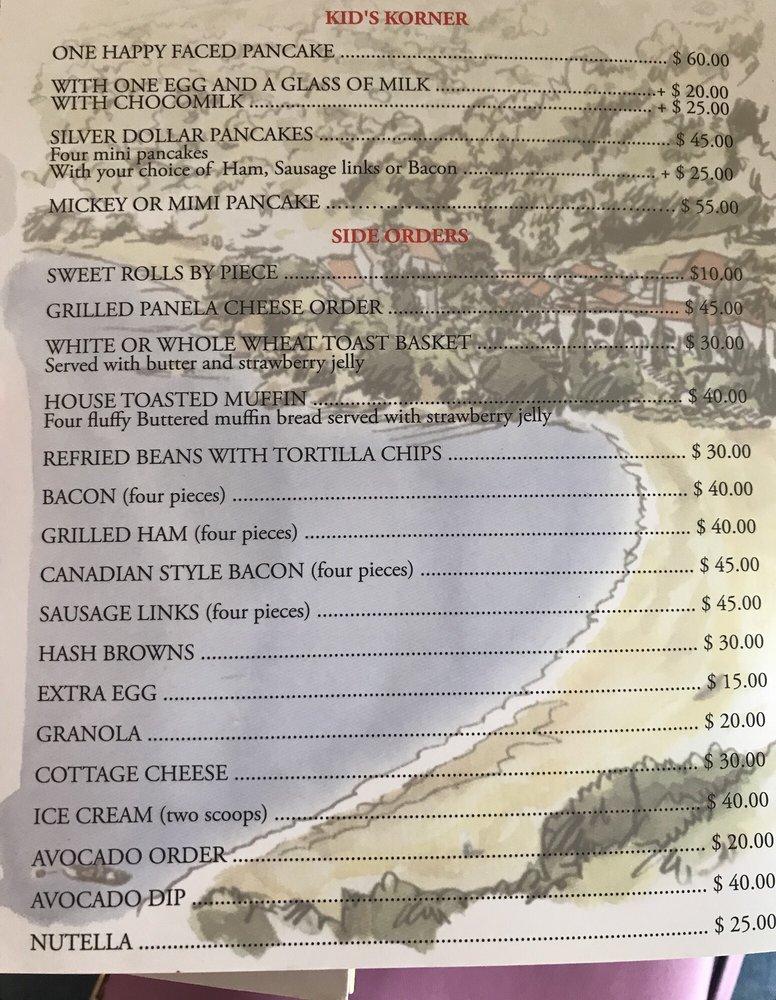 KID'S KORNER
ONE HAPPY FACED PANCAKE ........ $ 60.00
WITH ONE EGG AND A GLASS OF MILK ........ + $ 20.00
WITH CHOCOMILK ........ + $ 25.00
SILVER DOLLAR PANCAKES ........ $ 45.00
Four mini pancakes
With your choice of Ham, Sausage links or Bacon ........ + $ 25.00
MICKEY OR MIMI PANCAKE ........ $ 55.00
SIDE ORDERS
SWEET ROLLS BY PIECE ........ $10.00
GRILLED PANELA CHEESE ORDER ........ $ 45.00
WHITE OR WHOLE WHEAT TOAST BASKET ........ $ 30.00
Served with butter and strawberry jelly
HOUSE TOASTED MUFFIN ........ $ 40.00
Four fluffy Buttered muffin bread served with strawberry jelly
REFRIED BEANS WITH TORTILLA CHIPS ........ $ 30.00
BACON (four pieces) ........ $ 40.00
GRILLED HAM (four pieces) ........ $ 40.00
CANADIAN STYLE BACON (four pieces) ........ $ 45.00
SAUSAGE LINKS (four pieces) ........ $ 45.00
HASH BROWNS ........ $ 30.00
EXTRA EGG ........ $ 15.00
GRANOLA ........ $ 20.00
COTTAGE CHEESE ........ $ 30.00
ICE CREAM (two scoops) ........ $ 40.00
AVOCADO ORDER ........ $ 20.00
AVOCADO DIP ........ $ 40.00
NUTELLA ........ $ 25.00